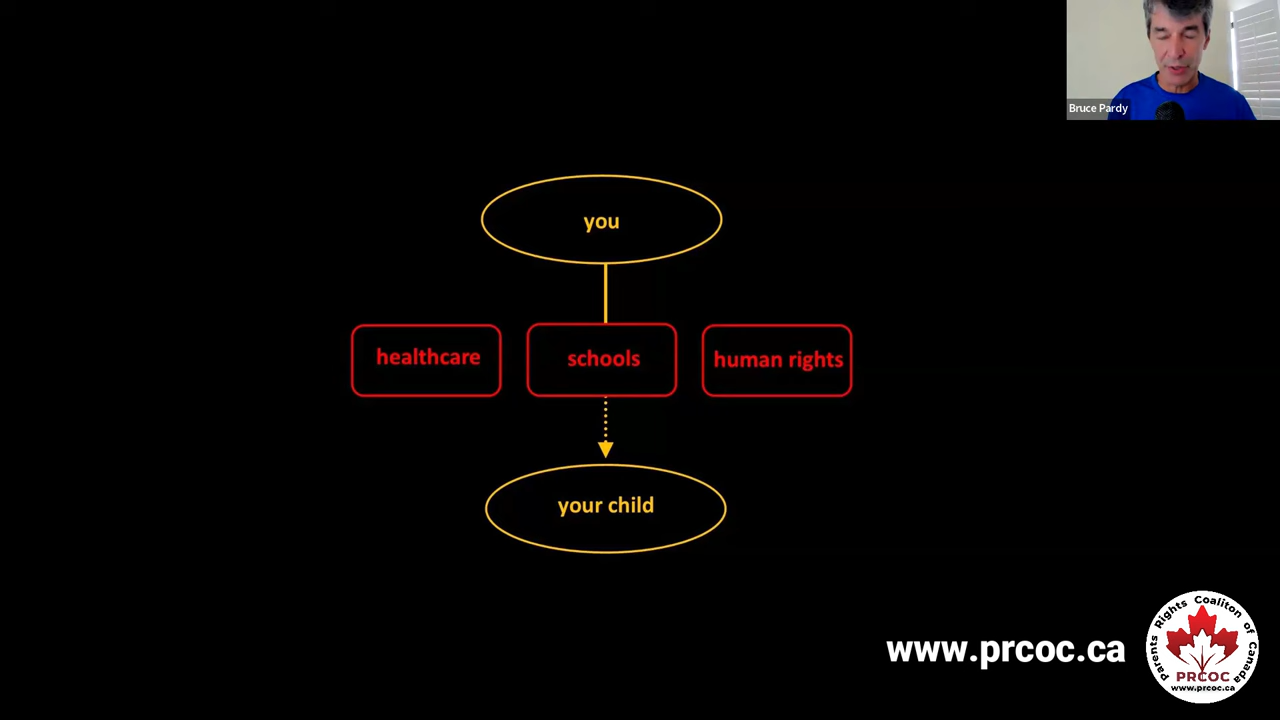 Bruce Pardy
you
healthcare
schools
human rights
your child
www.prcoc.ca
Parents Rights Coaliton of Canada
PRCOC
www.prcoc.ca